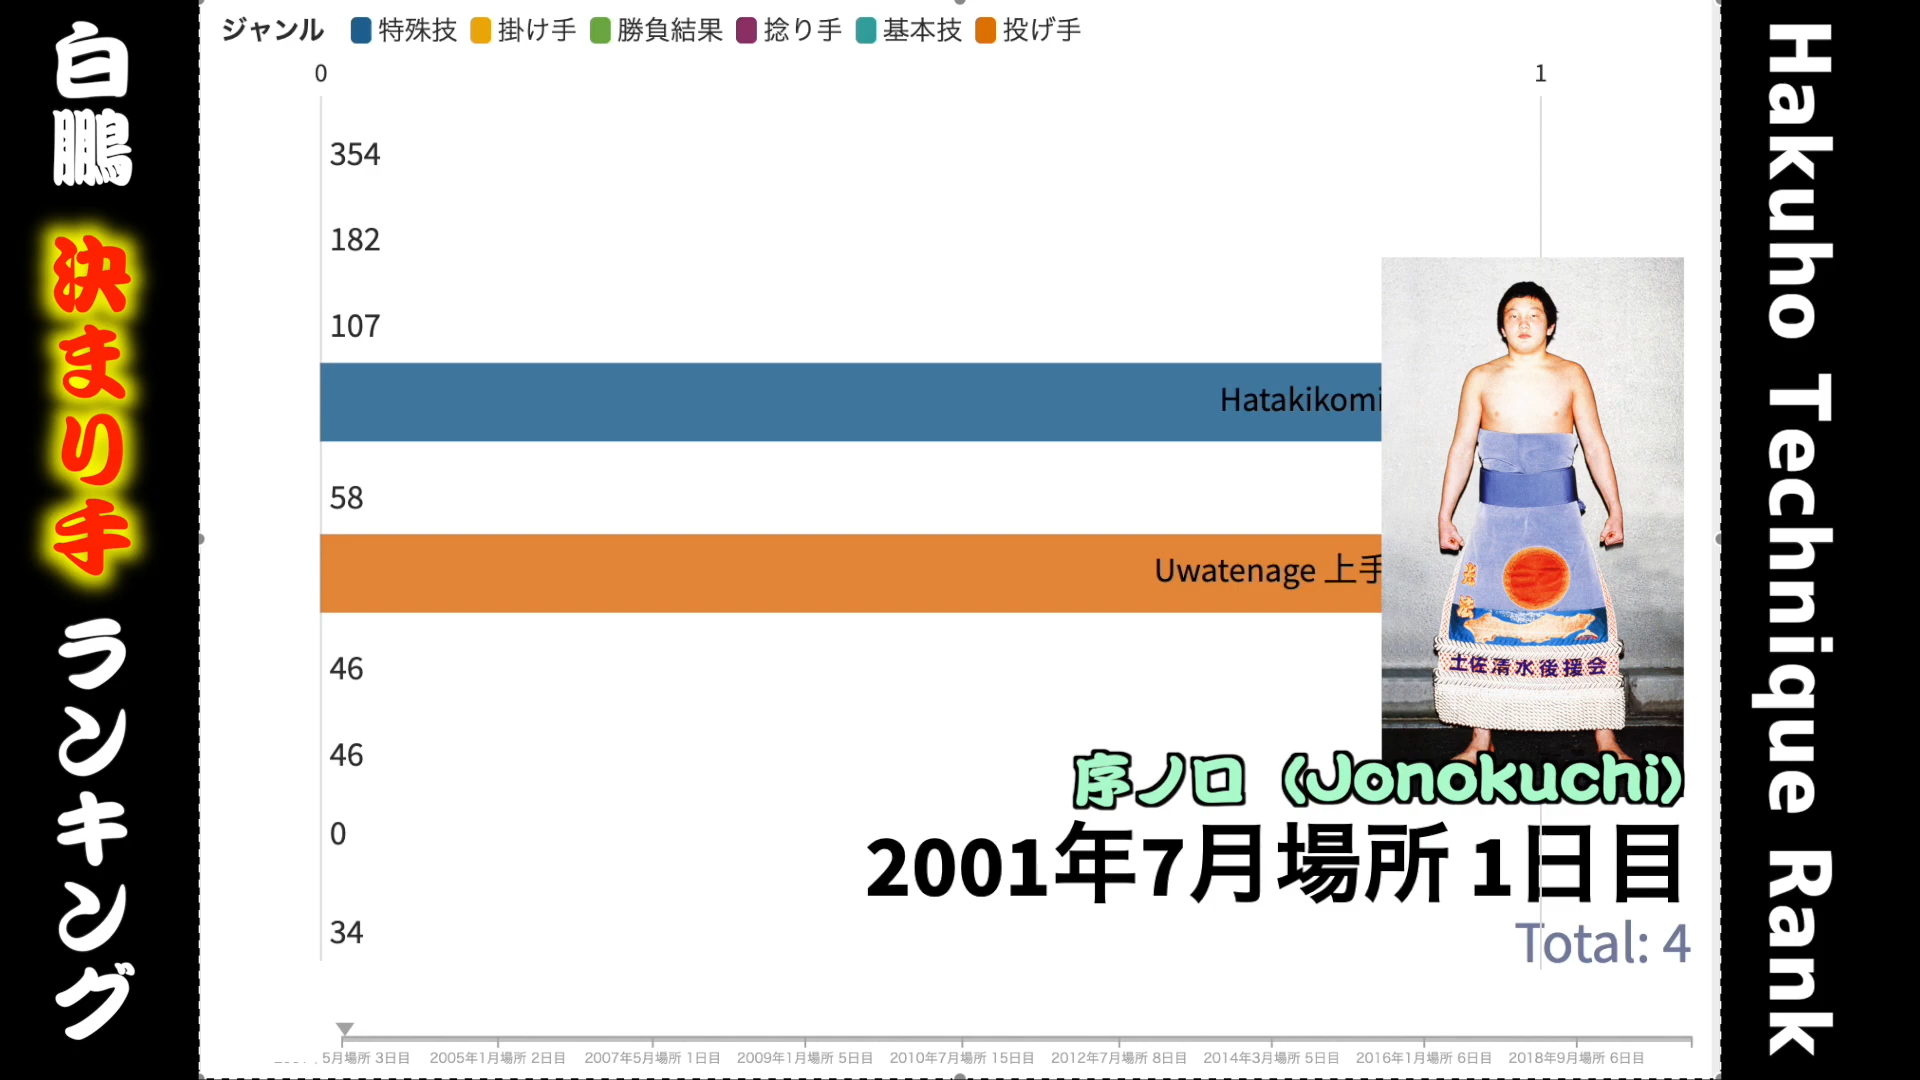 白鵬 決まり手 ランキング
ジャンル 特殊技 掛け手 勝負結果 捻り手 基本技 投げ手
0 1
354
182
107
Hatakikomi
58
Uwatenage 上手
46
46
0
34
土佐清水後援会
序ノ口 (Jonokuchi)
2001年7月場所 1日目
Total: 4
5月場所 3日目 2005年1月場所 2日目 2007年5月場所 1日目 2009年1月場所 5日目 2010年7月場所 15日目 2012年7月場所 8日目 2014年3月場所 5日目 2016年1月場所 6日目 2018年9月場所 6日目
Hakuho Technique Rank